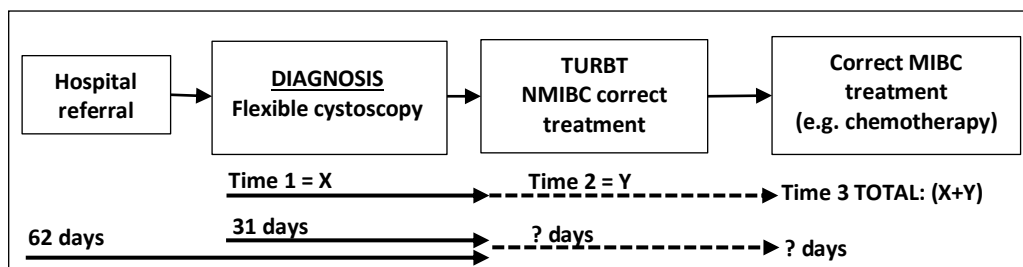 Hospital
referral
DIAGNOSIS
Flexible cystoscopy
TURBT
NMIBC correct
treatment
Correct MIBC
treatment
(e.g. chemotherapy)
Time 1 = X
Time 2 = Y
Time 3 TOTAL: (X+Y)
62 days
31 days
? days
? days